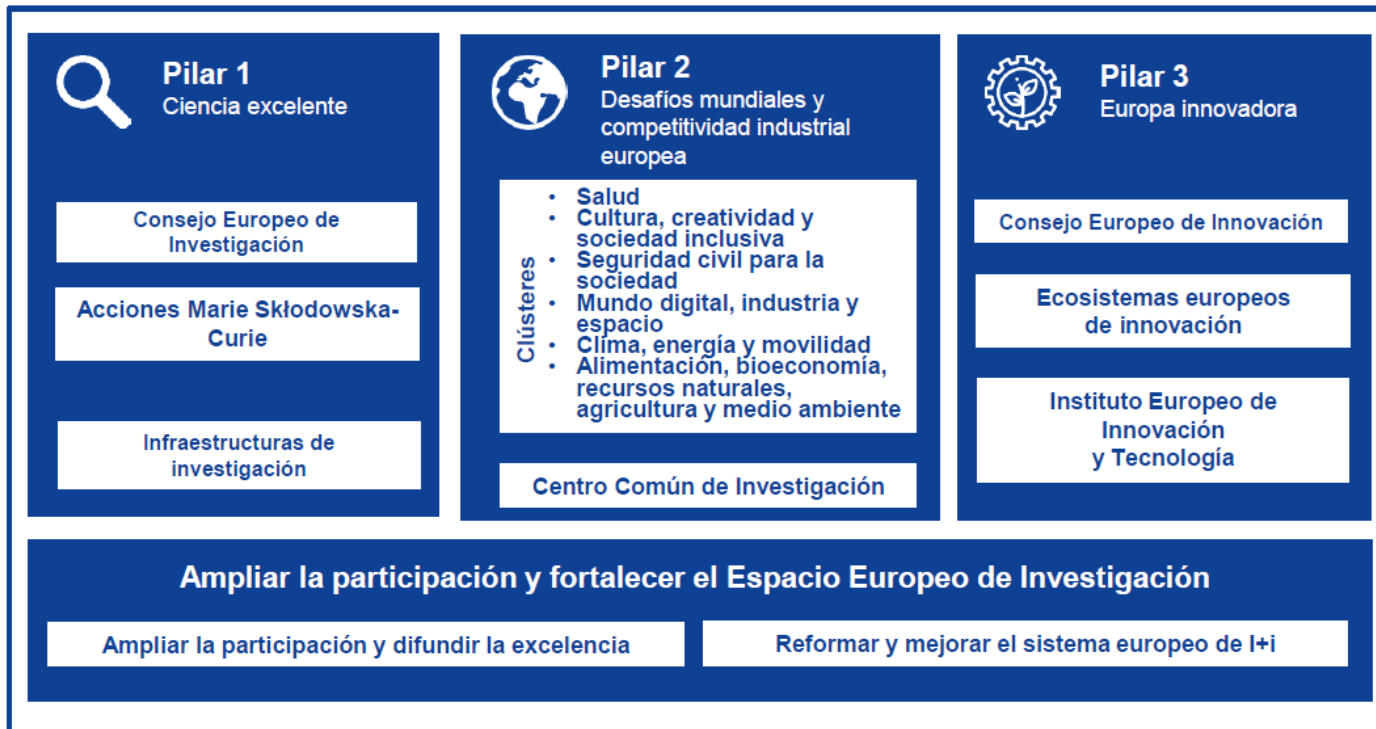 Pilar 1
Ciencia excelente
Consejo Europeo de
Investigación
Acciones Marie Skłodowska-
Curie
Infraestructuras de
investigación
Pilar 2
Desafíos mundiales y
competitividad industrial
europea
Clústeres
• Salud
• Cultura, creatividad y
sociedad inclusiva
• Seguridad civil para la
sociedad
• Mundo digital, industria y
espacio
• Clima, energía y movilidad
• Alimentación, bioeconomía,
recursos naturales,
agricultura y medio ambiente
Centro Común de Investigación
Pilar 3
Europa innovadora
Consejo Europeo de Innovación
Ecosistemas europeos
de innovación
Instituto Europeo de
Innovación
y Tecnología
Ampliar la participación y fortalecer el Espacio Europeo de Investigación
Ampliar la participación y difundir la excelencia
Reformar y mejorar el sistema europeo de I+i